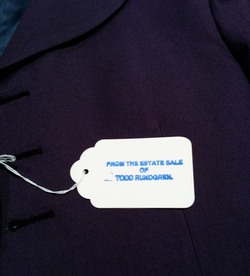 FROM THE ESTATE SALE
OF
TODD RUNDGREN